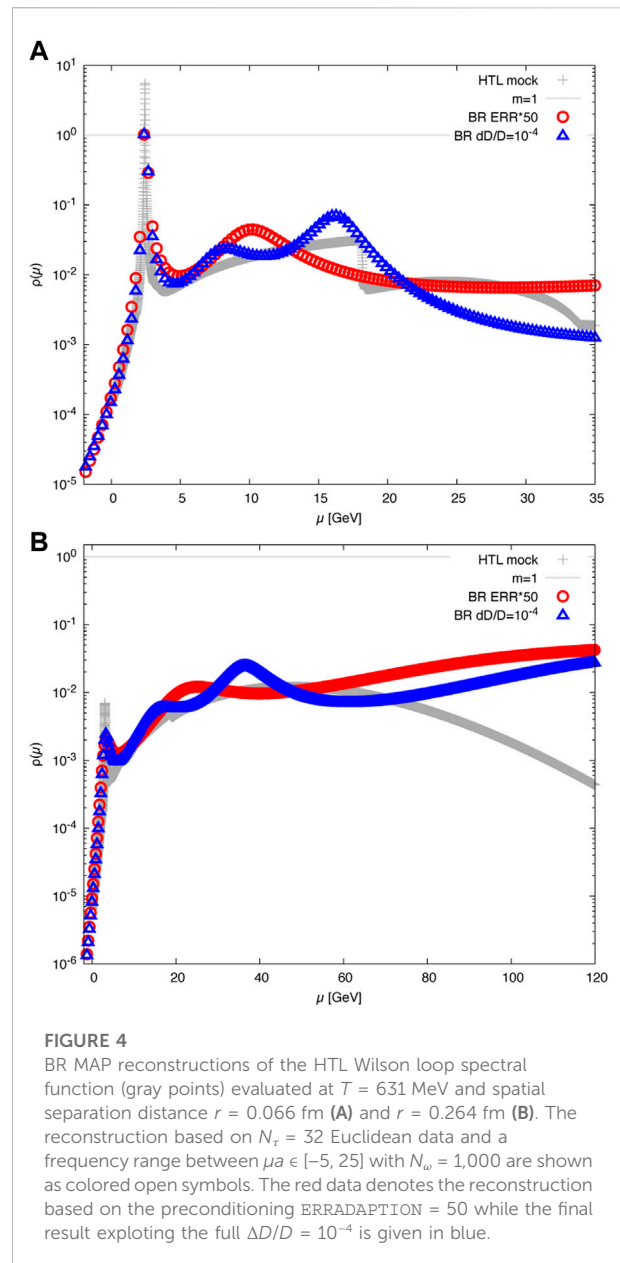 A
10^1
10^0
10^-1
10^-2
10^-3
10^-4
10^-5
ρ(μ)
HTL mock
m=1
BR ERR*50
BR dD/D=10^-4
0 5 10 15 20 25 30 35
μ [GeV]
B
10^0
10^-1
10^-2
10^-3
10^-4
10^-5
10^-6
ρ(μ)
HTL mock
m=1
BR ERR*50
BR dD/D=10^-4
0 20 40 60 80 100 120
μ [GeV]
FIGURE 4
BR MAP reconstructions of the HTL Wilson loop spectral
function (gray points) evaluated at T = 631 MeV and spatial
separation distance r = 0.066 fm (A) and r = 0.264 fm (B). The
reconstruction based on Nτ = 32 Euclidean data and a
frequency range between μa ∈ [−5, 25] with Nω = 1,000 are shown
as colored open symbols. The red data denotes the reconstruction
based on the preconditioning ERRADAPTION = 50 while the final
result exploting the full ΔD/D = 10⁻⁴ is given in blue.